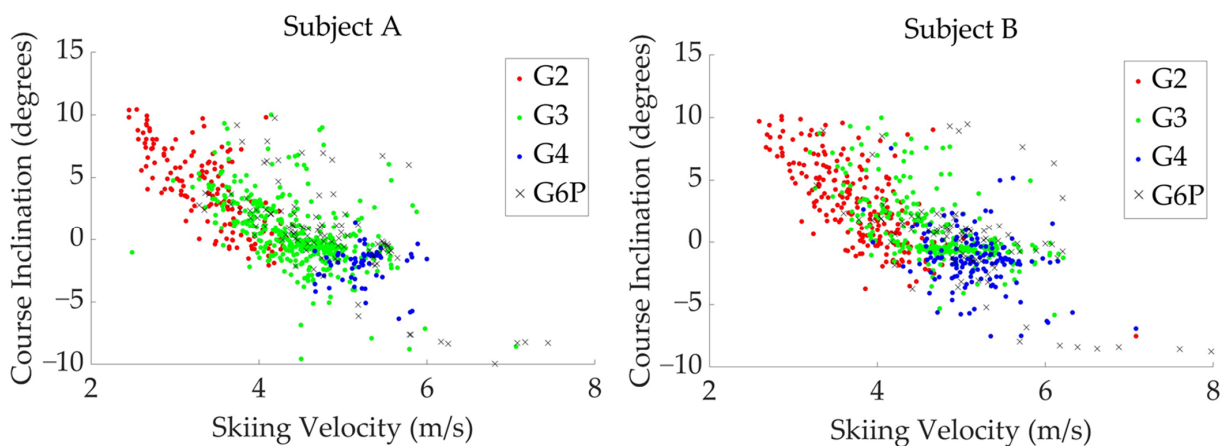 Subject A
15
10
5
0
−5
−10
2
4
6
8
Course Inclination (degrees)
Skiing Velocity (m/s)
G2
G3
G4
G6P
Subject B
15
10
5
0
−5
−10
2
4
6
8
Course Inclination (degrees)
Skiing Velocity (m/s)
G2
G3
G4
G6P